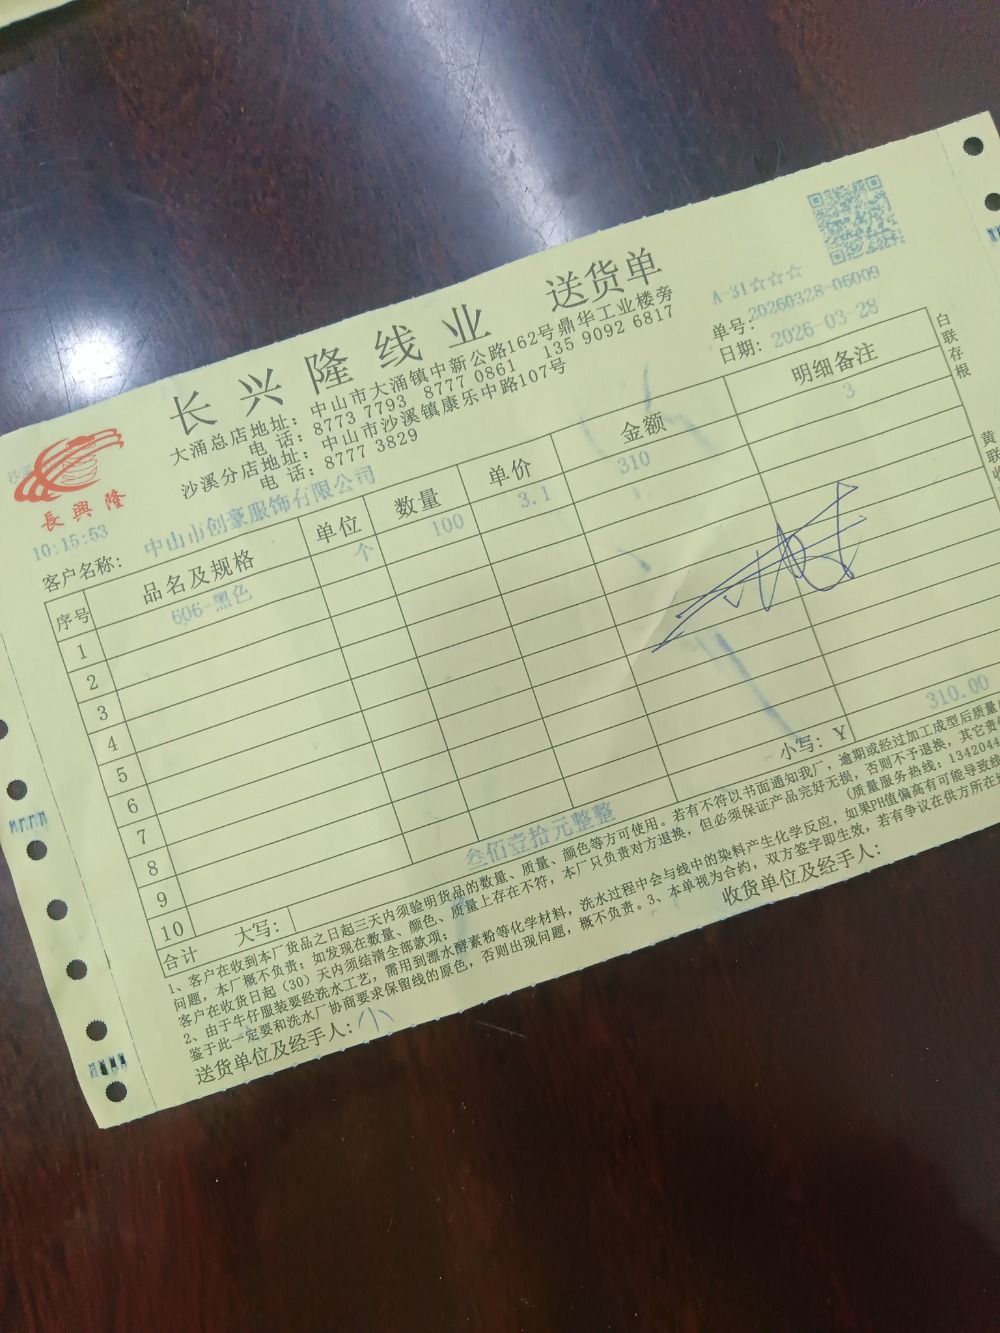 长兴隆线业 送货单
A-31☆☆☆
大涌总店地址：中山市大涌镇中新公路162号鼎华工业楼旁
单号：20260328-06009
电 话：8773 7793 8777 0861 135 9092 6817
日期：2026-03-28
沙溪分店地址：中山市沙溪镇康乐中路107号
电 话：8777 3829
長興隆
10:15:53
客户名称：中山市创豪服饰有限公司
序号 品名及规格 单位 数量 单价 金额 明细备注
1 606-黑色 个 100 3.1 310 3
2
3
4
5
6
7
8
9
10
合计 大写：叁佰壹拾元整整 小写：￥ 310.00
1、客户在收到本厂货品之日起三天内须验明货品的数量、质量、颜色等方可使用。若有不符以书面通知我厂，逾期或经过加工成型后质量
问题，本厂概不负责；如发现在数量、颜色、质量上存在不符，本厂只负责对方退换，但必须保证产品完好无损，否则不予退换，其它责
客户在收货日起（30）天内须结清全部款项； （质量服务热线：1342044
2、由于牛仔服装要经洗水工艺，需用到漂水酵素粉等化学材料，洗水过程中会与线中的染料产生化学反应，如果PH值偏高有可能导致线
鉴于此一定要和洗水厂协商要求保留线的原色，否则出现问题，概不负责。3、本单视为合约，双方签字即生效，若有争议在供方所在
送货单位及经手人：小 收货单位及经手人：
白联存根
黄联